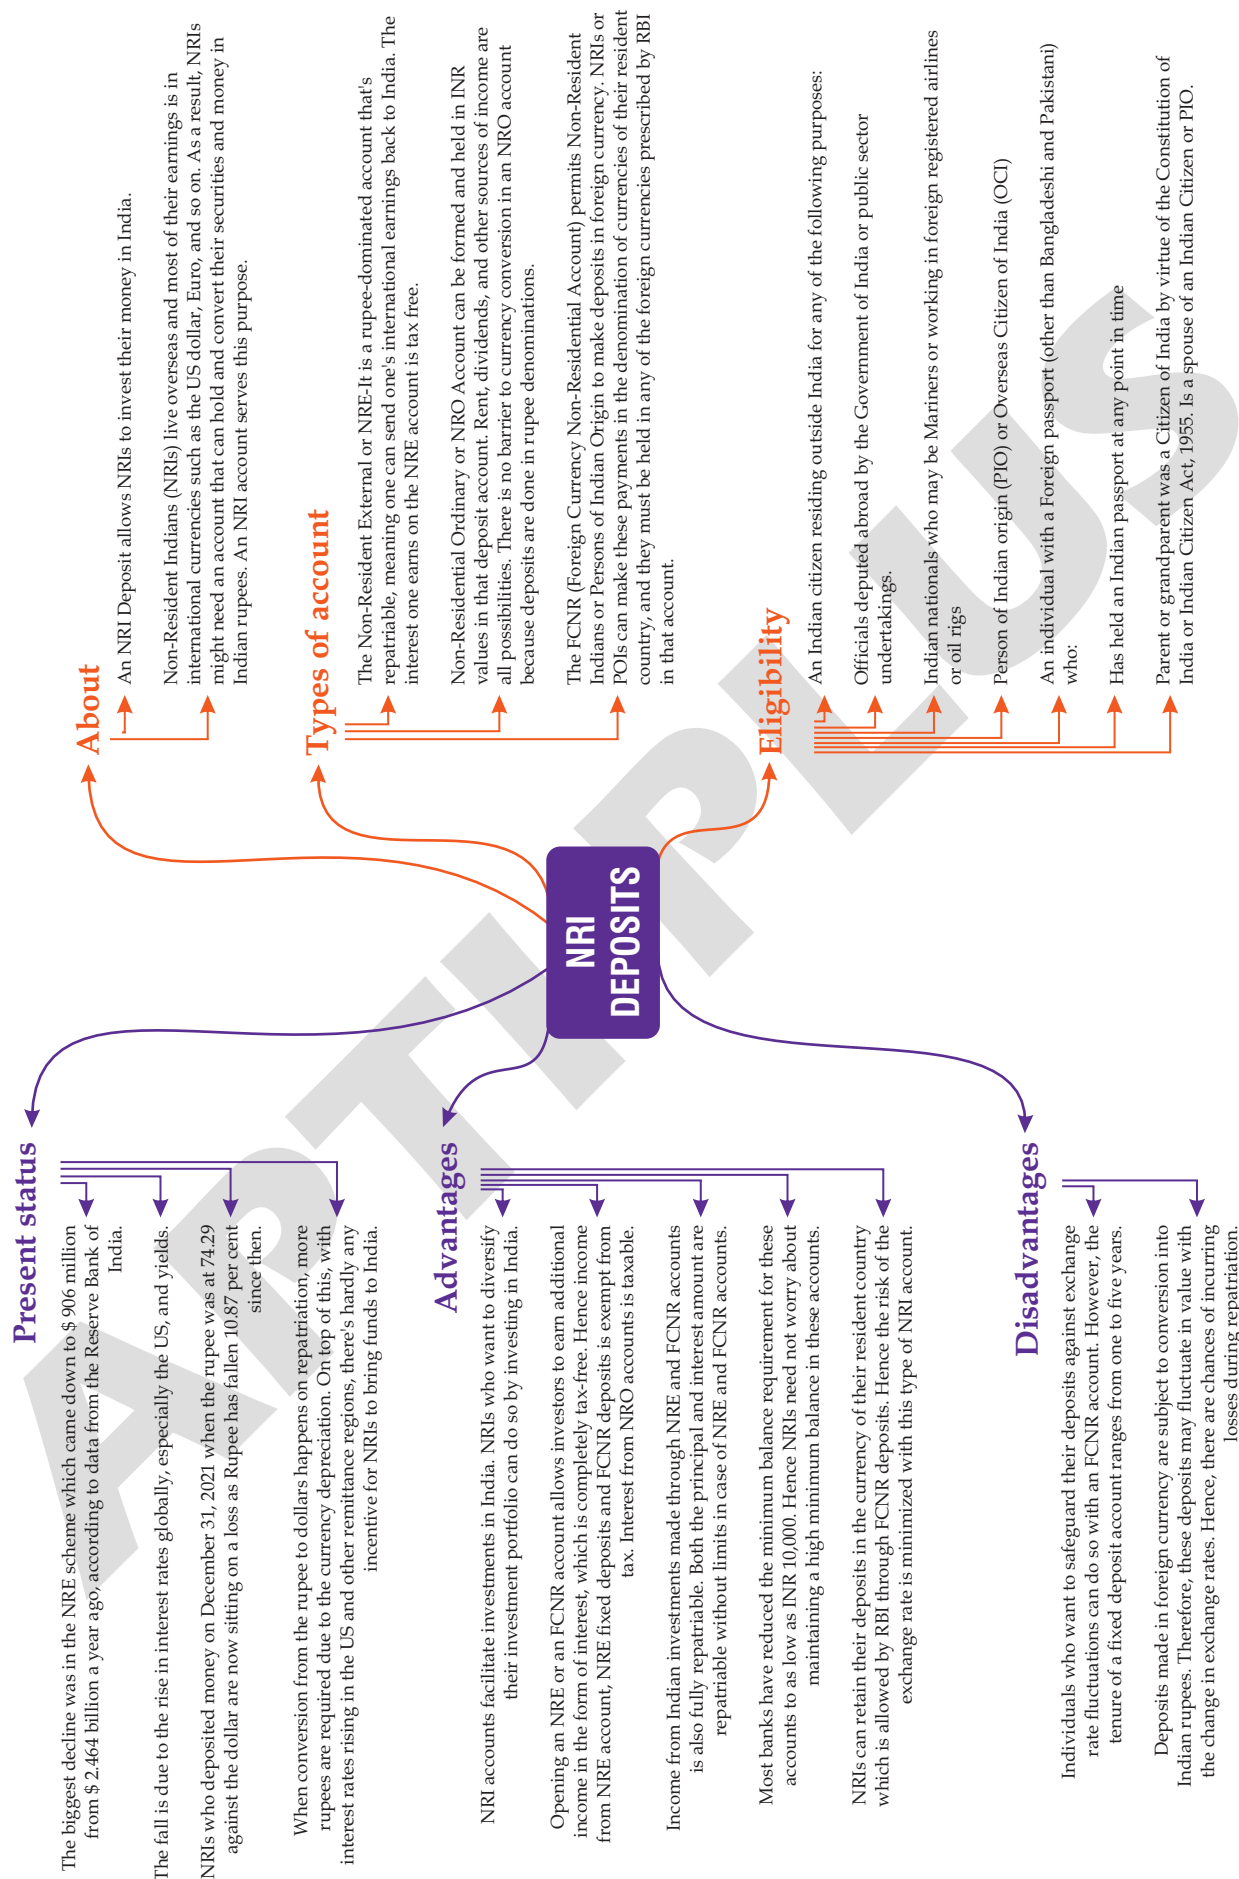 NRI
DEPOSITS
Present status
The biggest decline was in the NRE scheme which came down to $ 906 million
from $ 2.464 billion a year ago, according to data from the Reserve Bank of
India.
The fall is due to the rise in interest rates globally, especially the US, and yields.
NRIs who deposited money on December 31, 2021 when the rupee was at 74.29
against the dollar are now sitting on a loss as Rupee has fallen 10.87 per cent
since then.
When conversion from the rupee to dollars happens on repatriation, more
rupees are required due to the currency depreciation. On top of this, with
interest rates rising in the US and other remittance regions, there's hardly any
incentive for NRIs to bring funds to India.
Advantages
NRI accounts facilitate investments in India. NRIs who want to diversify
their investment portfolio can do so by investing in India.
Opening an NRE or an FCNR account allows investors to earn additional
income in the form of interest, which is completely tax-free. Hence income
from NRE account, NRE fixed deposits and FCNR deposits is exempt from
tax. Interest from NRO accounts is taxable.
Income from Indian investments made through NRE and FCNR accounts
is also fully repatriable. Both the principal and interest amount are
repatriable without limits in case of NRE and FCNR accounts.
Most banks have reduced the minimum balance requirement for these
accounts to as low as INR 10,000. Hence NRIs need not worry about
maintaining a high minimum balance in these accounts.
NRIs can retain their deposits in the currency of their resident country
which is allowed by RBI through FCNR deposits. Hence the risk of the
exchange rate is minimized with this type of NRI account.
Disadvantages
Individuals who want to safeguard their deposits against exchange
rate fluctuations can do so with an FCNR account. However, the
tenure of a fixed deposit account ranges from one to five years.
Deposits made in foreign currency are subject to conversion into
Indian rupees. Therefore, these deposits may fluctuate in value with
the change in exchange rates. Hence, there are chances of incurring
losses during repatriation.
About
An NRI Deposit allows NRIs to invest their money in India.
Non-Resident Indians (NRIs) live overseas and most of their earnings is in
international currencies such as the US dollar, Euro, and so on. As a result, NRIs
might need an account that can hold and convert their securities and money in
Indian rupees. An NRI account serves this purpose.
Types of account
The Non-Resident External or NRE-It is a rupee-dominated account that's
repatriable, meaning one can send one's international earnings back to India. The
interest one earns on the NRE account is tax free.
Non-Residential Ordinary or NRO Account can be formed and held in INR
values in that deposit account. Rent, dividends, and other sources of income are
all possibilities. There is no barrier to currency conversion in an NRO account
because deposits are done in rupee denominations.
The FCNR (Foreign Currency Non-Residential Account) permits Non-Resident
Indians or Persons of Indian Origin to make deposits in foreign currency. NRIs or
POIs can make these payments in the denomination of currencies of their resident
country, and they must be held in any of the foreign currencies prescribed by RBI
in that account.
Eligibility
An Indian citizen residing outside India for any of the following purposes:
Officials deputed abroad by the Government of India or public sector
undertakings.
Indian nationals who may be Mariners or working in foreign registered airlines
or oil rigs
Person of Indian origin (PIO) or Overseas Citizen of India (OCI)
An individual with a Foreign passport (other than Bangladeshi and Pakistani)
who:
Has held an Indian passport at any point in time
Parent or grandparent was a Citizen of India by virtue of the Constitution of
India or Indian Citizen Act, 1955. Is a spouse of an Indian Citizen or PIO.
APTI PLUS